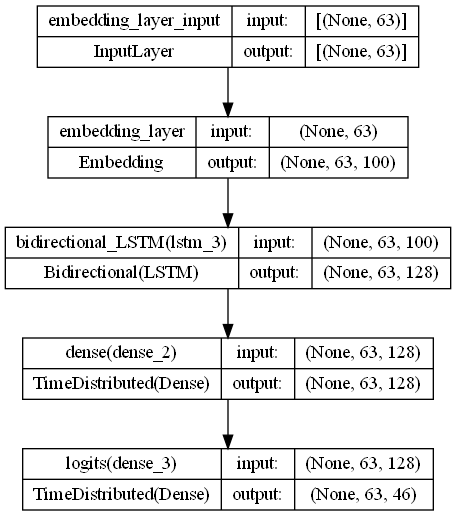 embedding_layer_input input: [(None, 63)]
InputLayer output: [(None, 63)]
embedding_layer input: (None, 63)
Embedding output: (None, 63, 100)
bidirectional_LSTM(lstm_3) input: (None, 63, 100)
Bidirectional(LSTM) output: (None, 63, 128)
dense(dense_2) input: (None, 63, 128)
TimeDistributed(Dense) output: (None, 63, 128)
logits(dense_3) input: (None, 63, 128)
TimeDistributed(Dense) output: (None, 63, 46)